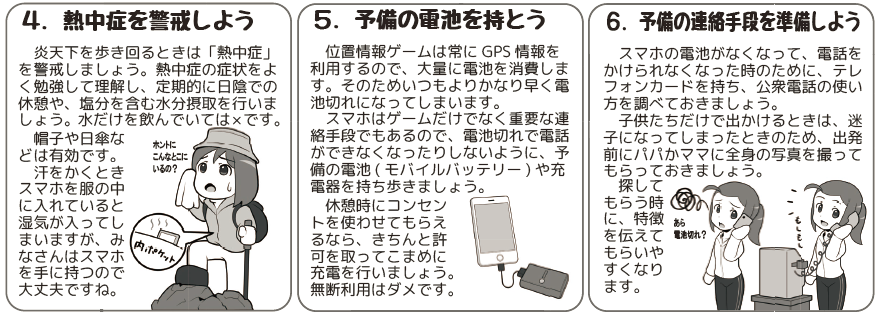 4. 熱中症を警戒しよう
炎天下を歩き回るときは「熱中症」
を警戒しましょう。熱中症の症状をよ
く勉強して理解し、定期的に日陰での
休憩や、塩分を含む水分摂取を行いま
しょう。水だけを飲んでいては×です。
帽子や日傘な
どは有効です。
汗をかくとき
スマホを服の中
に入れていると
湿気が入ってし
まいますが、み
なさんはスマホ
を手に持つので
大丈夫ですね。
ホントに
こんなとこに
いるの?
内ポケット
5. 予備の電池を持とう
位置情報ゲームは常に GPS 情報を
利用するので、大量に電池を消費しま
す。そのためいつもよりかなり早く電
池切れになってしまいます。
スマホはゲームだけでなく重要な連
絡手段でもあるので、電池切れで電話
ができなくなったりしないように、予
備の電池(モバイルバッテリー)や充
電器を持ち歩きましょう。
休憩時にコンセン
トを使わせてもらえ
るなら、きちんと許
可を取ってこまめに
充電を行いましょう。
無断利用はダメです。
6. 予備の連絡手段を準備しよう
スマホの電池がなくなって、電話を
かけられなくなった時のために、テレ
フォンカードを持ち、公衆電話の使い
方を調べておきましょう。
子供たちだけで出かけるときは、迷
子になってしまったときのため、出発
前にパパかママに全身の写真を撮って
もらっておきましょう。
探して
もらう時
に、特徴
を伝えて
もらいや
すくなり
ます。
あら
電池切れ?
もしもし